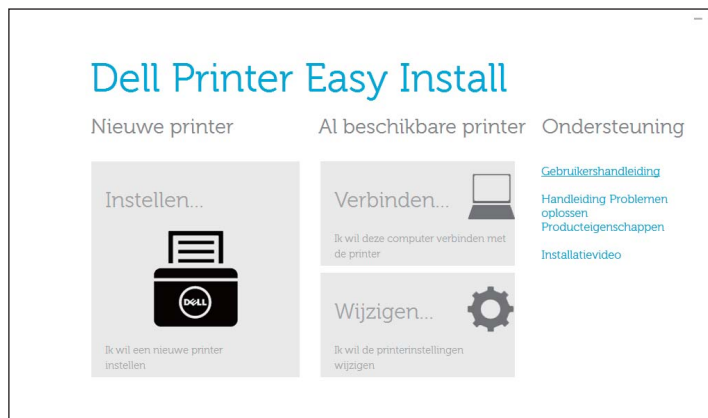 Dell Printer Easy Install
Nieuwe printer
Instellen...
DELL
Ik wil een nieuwe printer
instellen
Al beschikbare printer
Verbinden...
Ik wil deze computer verbinden met
de printer
Wijzigen...
Ik wil de printerinstellingen
wijzigen
Ondersteuning
Gebruikershandleiding
Handleiding Problemen
oplossen
Producteigenschappen
Installatievideo